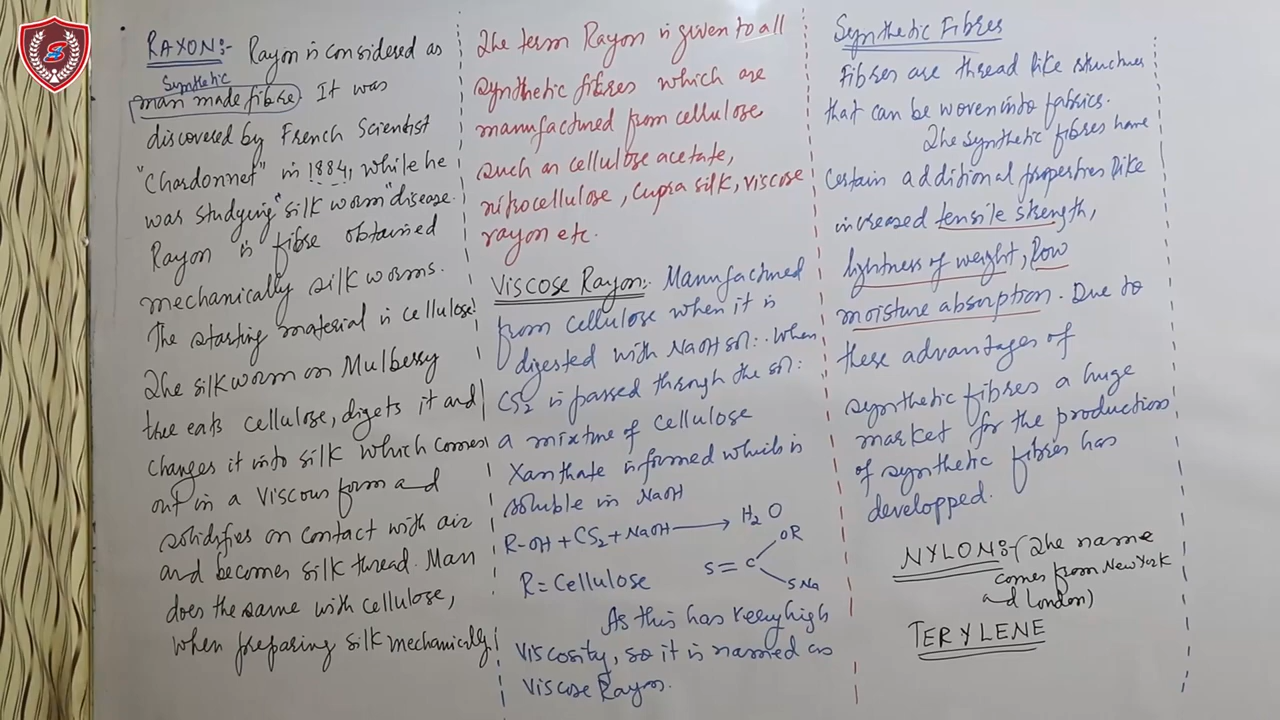 RAYON:- Rayon is considered as
Synthetic
man made fibre. It was
discovered by French Scientist
"Chardonnet" in 1884, while he
was studying "silk worm" disease.
Rayon is fibre obtained
mechanically silk worms.
The starting material is cellulose.
The silkworm on Mulberry
thee eats cellulose, digets it and
changes it into silk which comes
out in a viscous form and
solidifies on contact with air
and becomes silk thread. Man
does the same with cellulose,
when preparing silk mechanically.
The term Rayon is given to all
synthetic fibres which are
manufactured from cellulose
such as cellulose acetate,
nitrocellulose, Cupra silk, viscose
rayon etc.
VISCOSE RAYON:- Manufactured
from cellulose when it is
digested with NaOH sol:. When
CS2 is passed through the sol:
a mixture of cellulose
Xanthate is formed which is
soluble in NaOH
R-OH + CS2 + NaOH → H2O
OR
S=C
SNa
R = Cellulose
As this has very high
Viscosity, so it is named as
Viscose Rayon.
Synthetic Fibres
Fibres are thread like structures
that can be woven into fabrics.
The synthetic fibres have
certain additional properties like
increased tensile strength,
lightness of weight, low
moisture absorption. Due to
these advantages of
synthetic fibres a huge
market for the production
of synthetic fibres has
developped.
NYLON:- (The name
comes from New York
and London)
TERYLENE